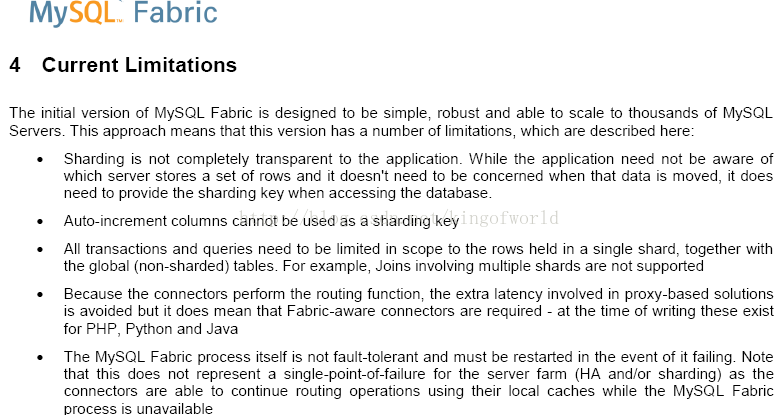 MySQL Fabric
4 Current Limitations
The initial version of MySQL Fabric is designed to be simple, robust and able to scale to thousands of MySQL
Servers. This approach means that this version has a number of limitations, which are described here:
• Sharding is not completely transparent to the application. While the application need not be aware of
which server stores a set of rows and it doesn't need to be concerned when that data is moved, it does
need to provide the sharding key when accessing the database.
• Auto-increment columns cannot be used as a sharding key
http://blog.csdn.net/kingofworld
• All transactions and queries need to be limited in scope to the rows held in a single shard, together with
the global (non-sharded) tables. For example, Joins involving multiple shards are not supported
• Because the connectors perform the routing function, the extra latency involved in proxy-based solutions
is avoided but it does mean that Fabric-aware connectors are required - at the time of writing these exist
for PHP, Python and Java
• The MySQL Fabric process itself is not fault-tolerant and must be restarted in the event of it failing. Note
that this does not represent a single-point-of-failure for the server farm (HA and/or sharding) as the
connectors are able to continue routing operations using their local caches while the MySQL Fabric
process is unavailable